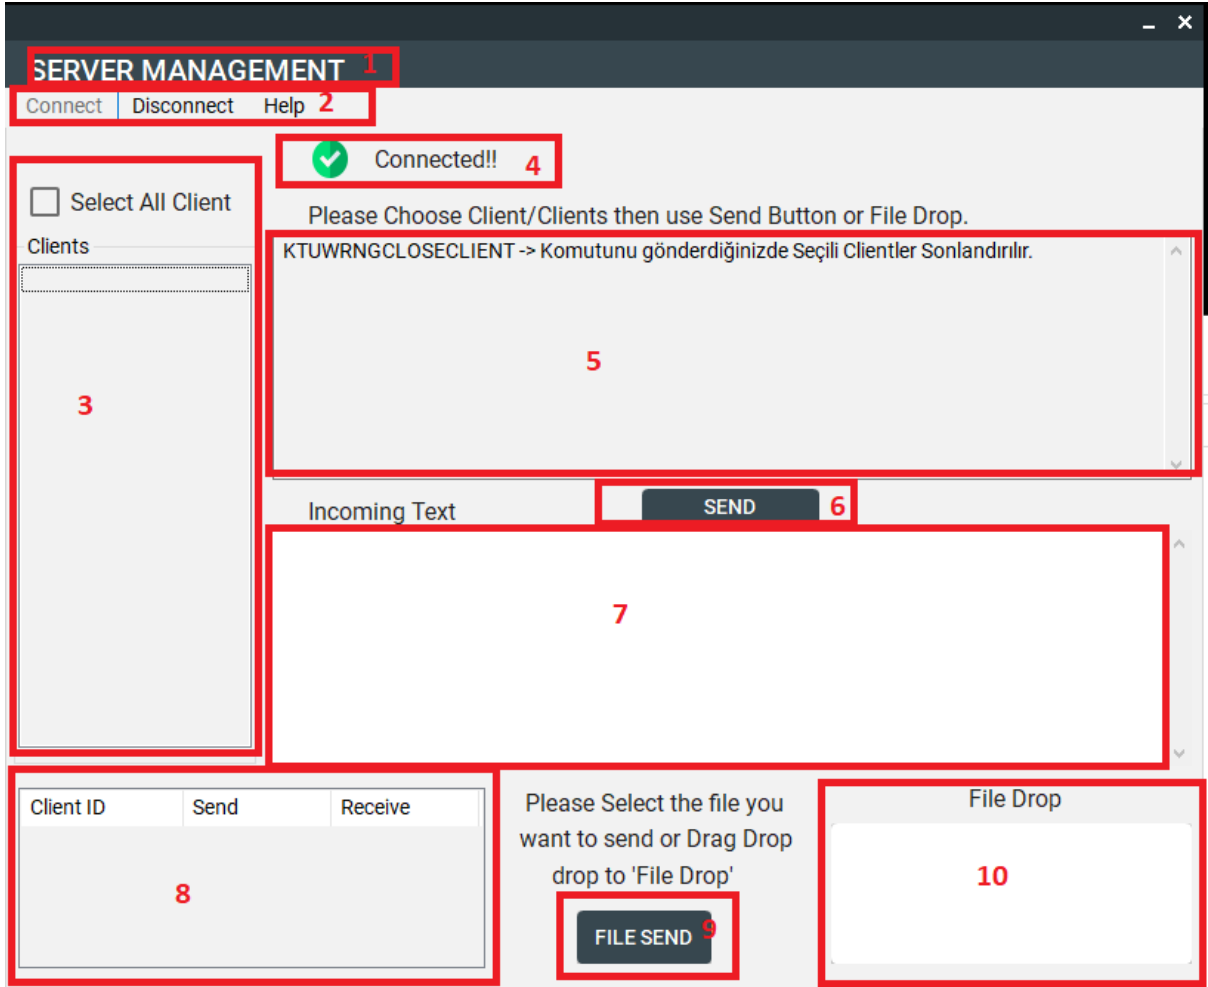 SERVER MANAGEMENT 1
Connect Disconnect Help 2
Connected!! 4
Select All Client
Please Choose Client/Clients then use Send Button or File Drop.
Clients
KTUWRNGCLOSECLIENT -> Komutunu gönderdiğinizde Seçili Clientler Sonlandırılır.
5
3
Incoming Text
SEND 6
7
Client ID Send Receive
8
Please Select the file you
want to send or Drag Drop
drop to 'File Drop'
FILE SEND 9
File Drop
10